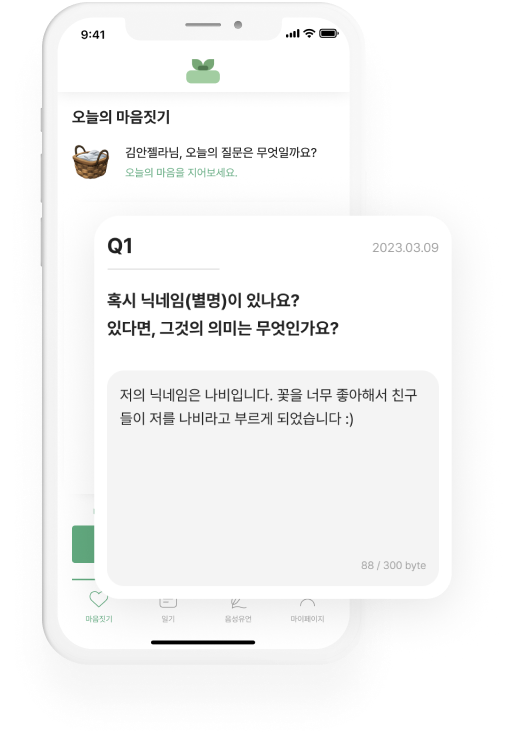 9:41
오늘의 마음짓기
김안젤라님, 오늘의 질문은 무엇일까요?
오늘의 마음을 지어보세요.
Q1
2023.03.09
혹시 닉네임(별명)이 있나요?
있다면, 그것의 의미는 무엇인가요?
저의 닉네임은 나비입니다. 꽃을 너무 좋아해서 친구
들이 저를 나비라고 부르게 되었습니다 :)
88 / 300 byte
마음짓기
일기
음성유언
마이페이지